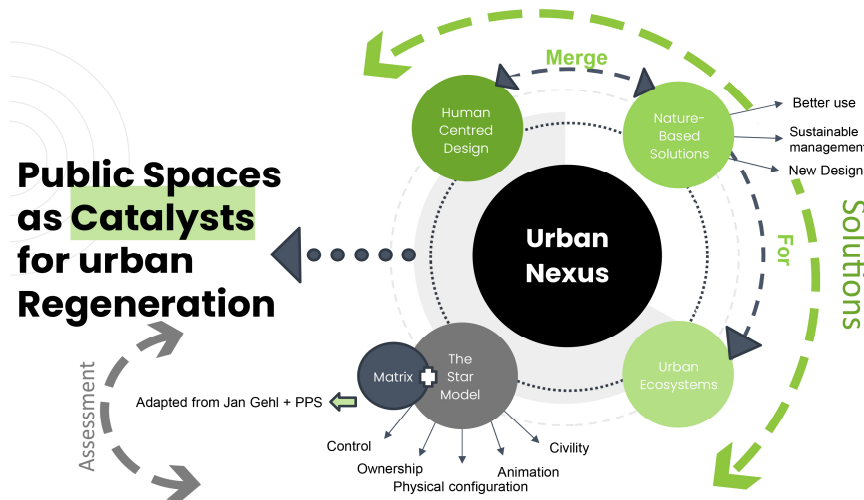 Public Spaces
as Catalysts
for urban
Regeneration
Merge
Human
Centred
Design
Nature-
Based
Solutions
Better use
Sustainable
management
New Design
Urban
Nexus
For
Solutions
Urban
Ecosystems
The
Star
Model
Matrix
Adapted from Jan Gehl + PPS
Assessment
Control
Ownership
Physical configuration
Animation
Civility